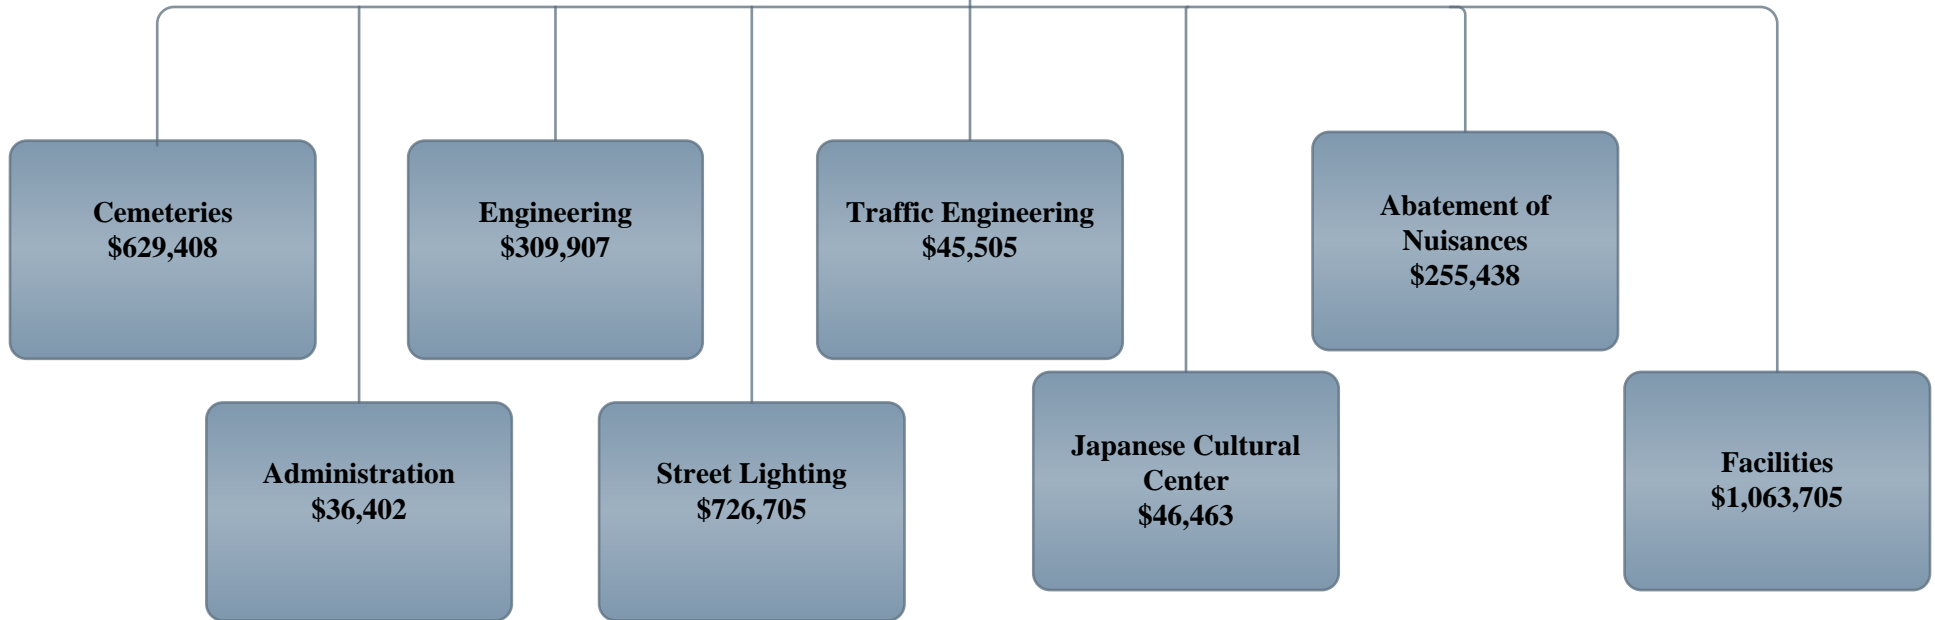 Cemeteries
$629,408
Administration
$36,402
Engineering
$309,907
Street Lighting
$726,705
Traffic Engineering
$45,505
Japanese Cultural
Center
$46,463
Abatement of
Nuisances
$255,438
Facilities
$1,063,705